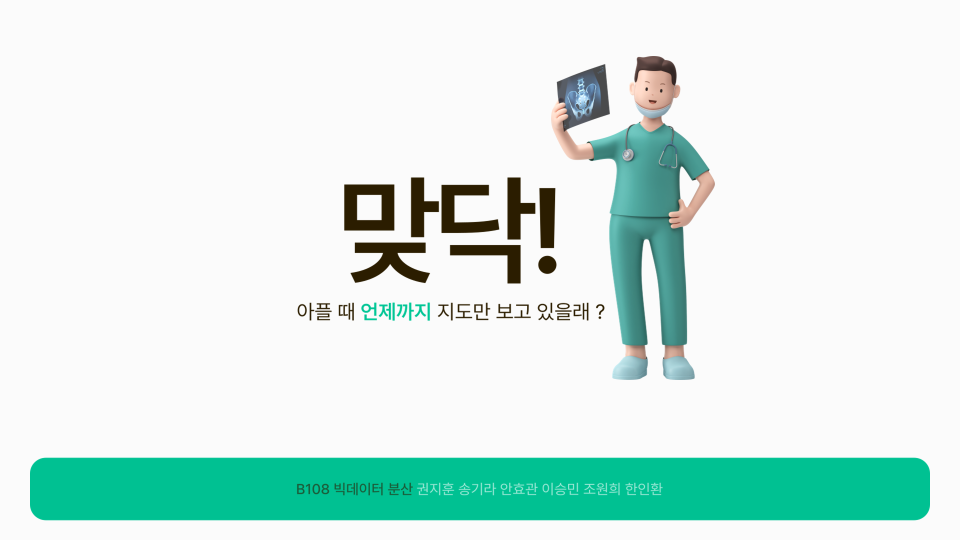 맞닥!
아플 때 언제까지 지도만 보고 있을래 ?
B108 빅데이터 분산 권지훈 송기라 안효관 이승민 조원희 한인환